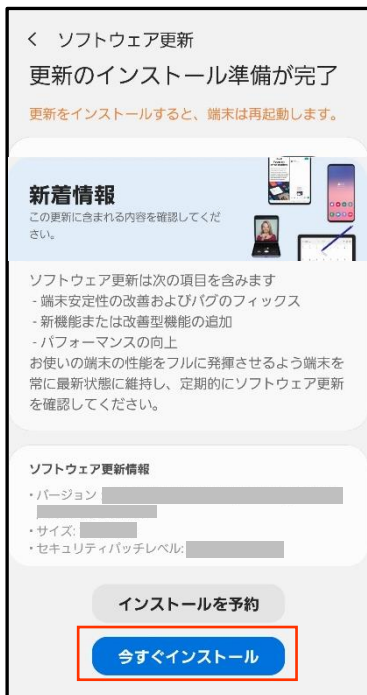 < ソフトウェア更新
更新のインストール準備が完了
更新をインストールすると、端末は再起動します。
新着情報
この更新に含まれる内容を確認してくだ
さい。
ソフトウェア更新は次の項目を含みます
- 端末安定性の改善およびバグのフィックス
- 新機能または改善型機能の追加
- パフォーマンスの向上
お使いの端末の性能をフルに発揮させるよう端末を
常に最新状態に維持し、定期的にソフトウェア更新
を確認してください。
ソフトウェア更新情報
・バージョン
・サイズ:
・セキュリティパッチレベル:
インストールを予約
今すぐインストール